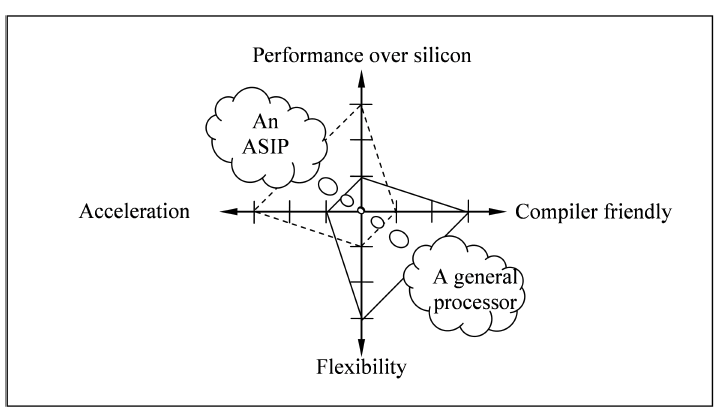 Performance over silicon
An
ASIP
Acceleration
Compiler friendly
A general
processor
Flexibility